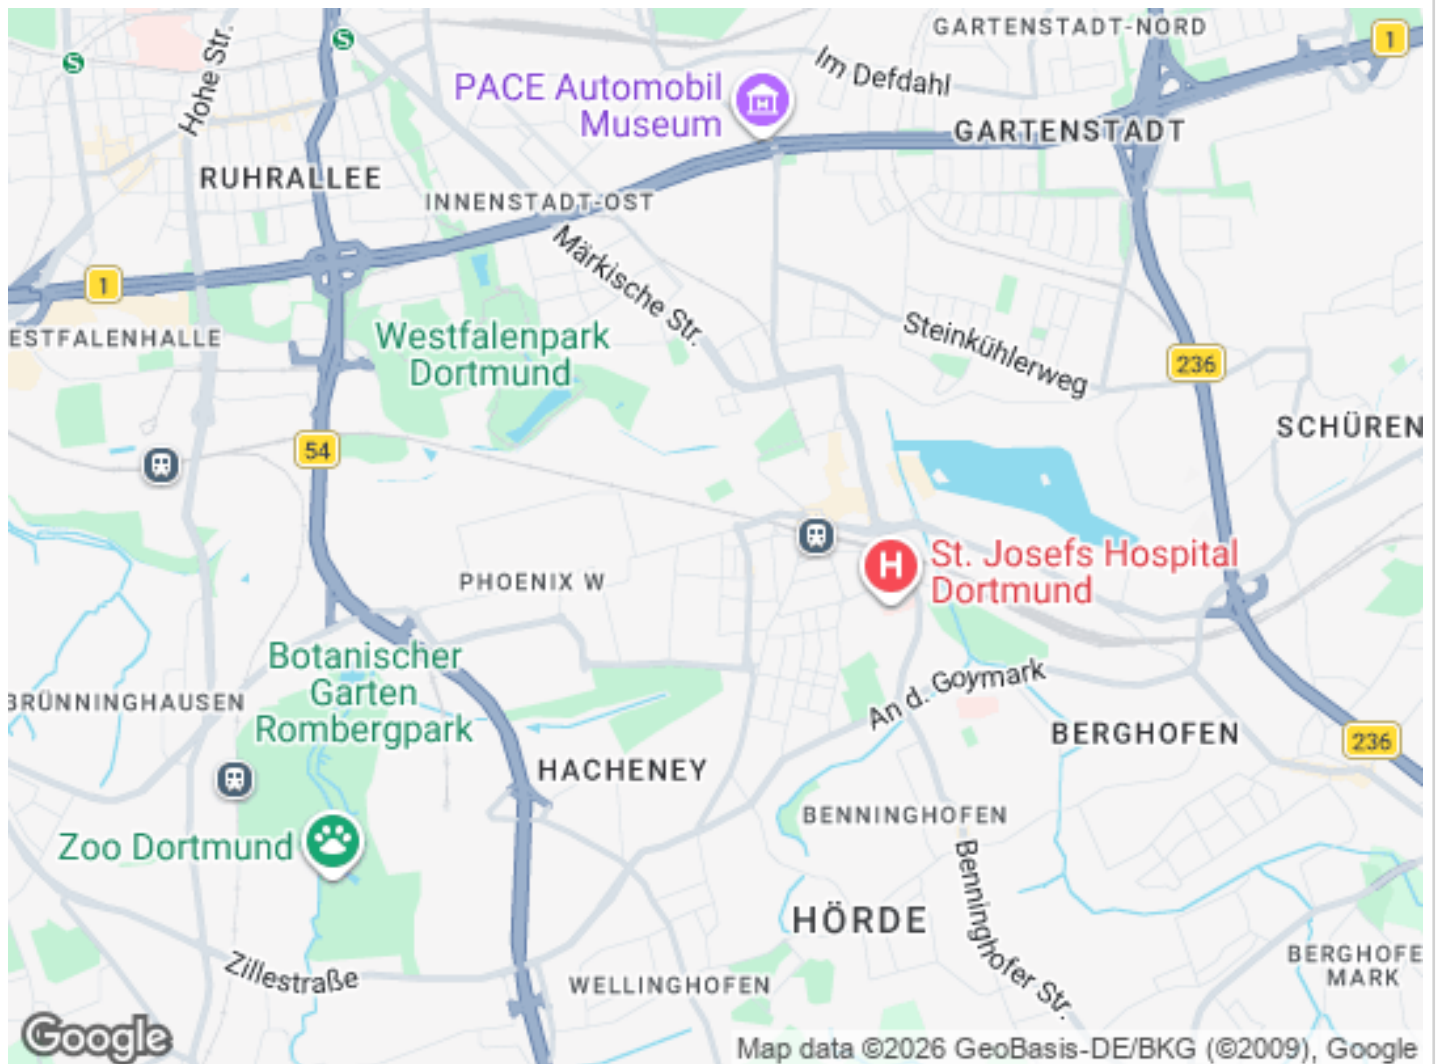 GARTENSTADT-NORD
1
S
S
Hohe Str.
Im Defdahl
PACE Automobil
Museum
GARTENSTADT
RUHRALLEE
INNENSTADT-OST
Märkische Str.
1
ESTFALENHALLE
Westfalenpark
Dortmund
Steinkühlerweg
236
SCHÜREN
54
H
St. Josefs Hospital
Dortmund
PHOENIX W
Botanischer
Garten
Rombergpark
BRÜNNINGHAUSEN
An d. Goymark
BERGHOFEN
236
HACHENEY
BENNINGHOFEN
Zoo Dortmund
Benninghofer Str.
HÖRDE
Zillestraße
WELLINGHOFEN
BERGHOFE
MARK
Google
Map data ©2026 GeoBasis-DE/BKG (©2009), Google